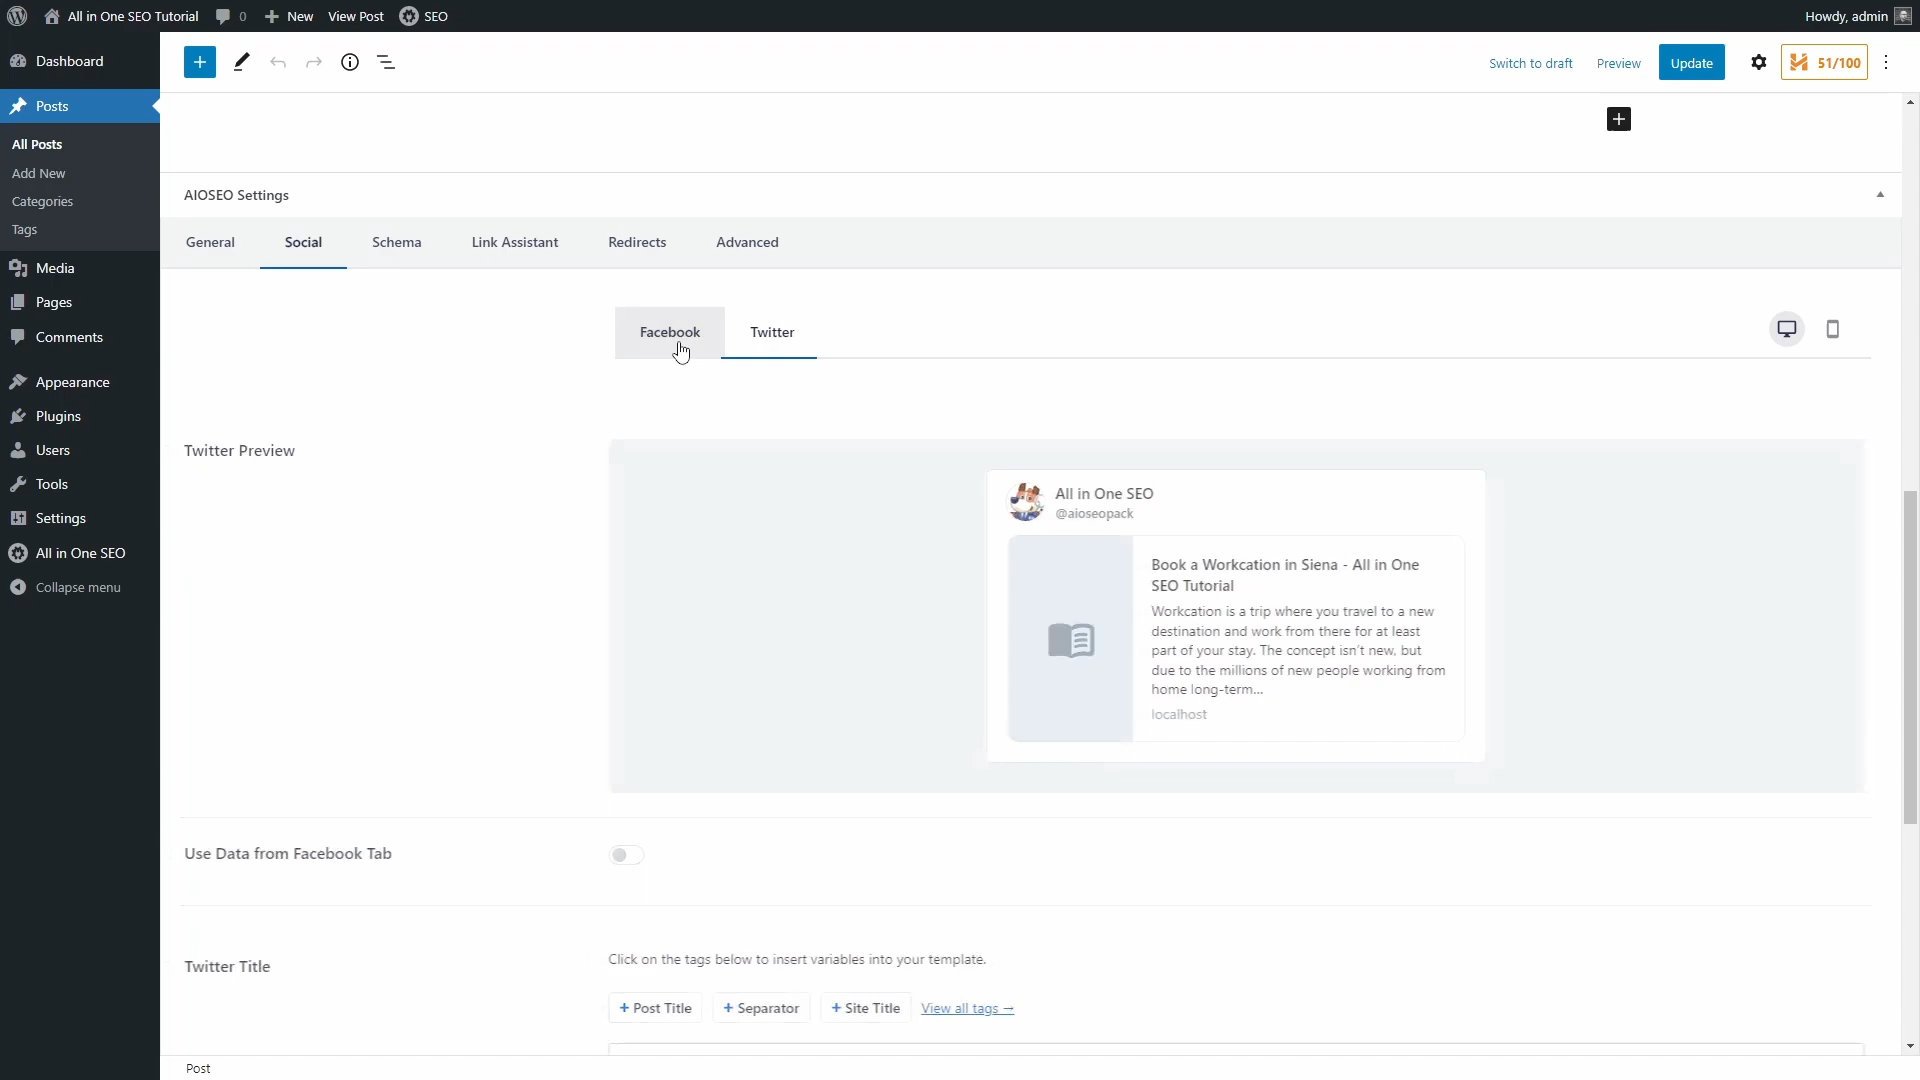 All in One SEO Tutorial
0
New
View Post
SEO
Howdy, admin
Dashboard
Posts
All Posts
Add New
Categories
Tags
Media
Pages
Comments
Appearance
Plugins
Users
Tools
Settings
All in One SEO
Collapse menu
Switch to draft
Preview
Update
51/100
AIOSEO Settings
General
Social
Schema
Link Assistant
Redirects
Advanced
Facebook
Twitter
Twitter Preview
All in One SEO
@aioseopack
Book a Workcation in Siena - All in One
SEO Tutorial
Workcation is a trip where you travel to a new
destination and work from there for at least
part of your stay. The concept isn't new, but
due to the millions of new people working from
home long-term...
localhost
Use Data from Facebook Tab
Twitter Title
Click on the tags below to insert variables into your template.
+ Post Title
+ Separator
+ Site Title
View all tags →
Post